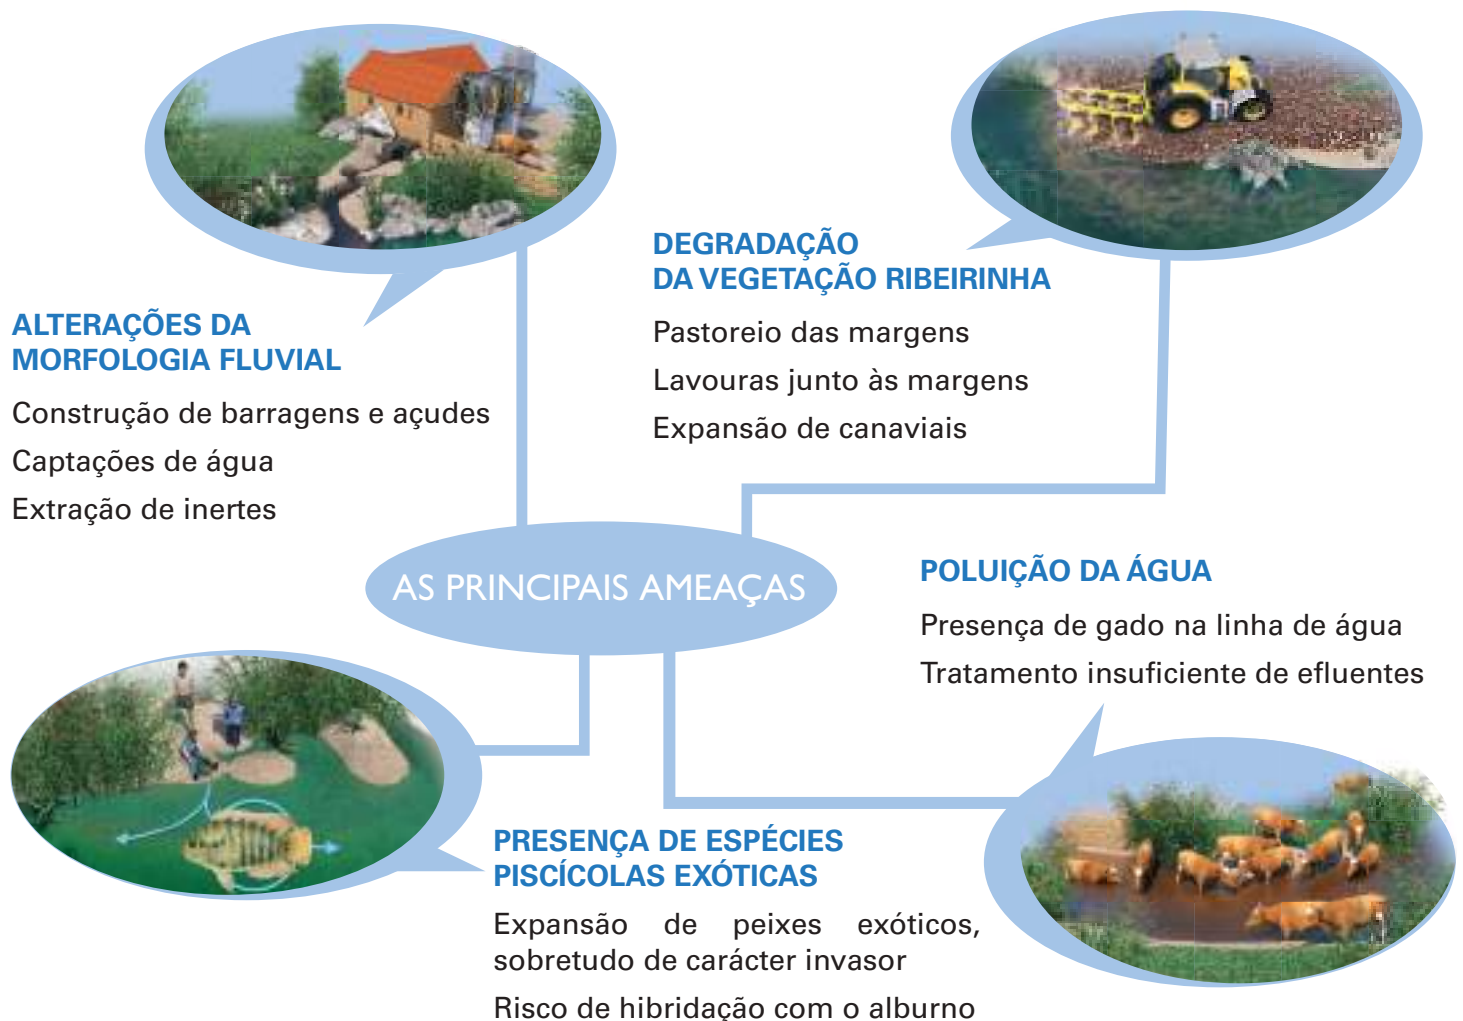 ALTERAÇÕES DA
MORFOLOGIA FLUVIAL
Construção de barragens e açudes
Captações de água
Extração de inertes
DEGRADAÇÃO
DA VEGETAÇÃO RIBEIRINHA
Pastoreio das margens
Lavouras junto às margens
Expansão de canaviais
AS PRINCIPAIS AMEAÇAS
POLUIÇÃO DA ÁGUA
Presença de gado na linha de água
Tratamento insuficiente de efluentes
PRESENÇA DE ESPÉCIES
PISCÍCOLAS EXÓTICAS
Expansão de peixes exóticos,
sobretudo de carácter invasor
Risco de hibridação com o alburno